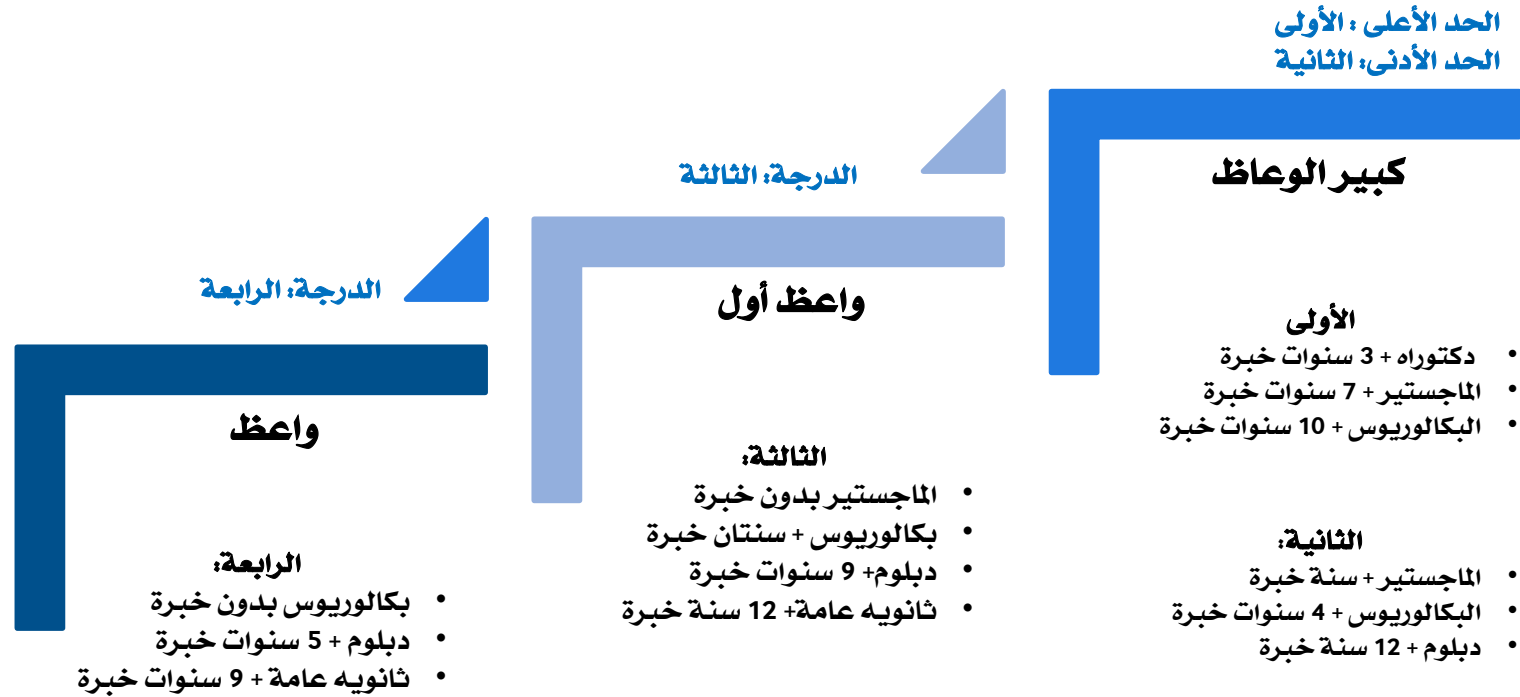 الحد الأعلى : الأولى
الحد الأدنى: الثانية
كبير الوعاظ
الأولى
• دكتوراه + 3 سنوات خبرة
• الماجستير + 7 سنوات خبرة
• البكالوريوس + 10 سنوات خبرة
الثانية:
• الماجستير + سنة خبرة
• البكالوريوس + 4 سنوات خبرة
• دبلوم + 12 سنة خبرة
الدرجة: الثالثة
واعظ أول
الثالثة:
• الماجستير بدون خبرة
• بكالوريوس + سنتان خبرة
• دبلوم+ 9 سنوات خبرة
• ثانويه عامة+ 12 سنة خبرة
الدرجة: الرابعة
واعظ
الرابعة:
• بكالوريوس بدون خبرة
• دبلوم + 5 سنوات خبرة
• ثانويه عامة + 9 سنوات خبرة